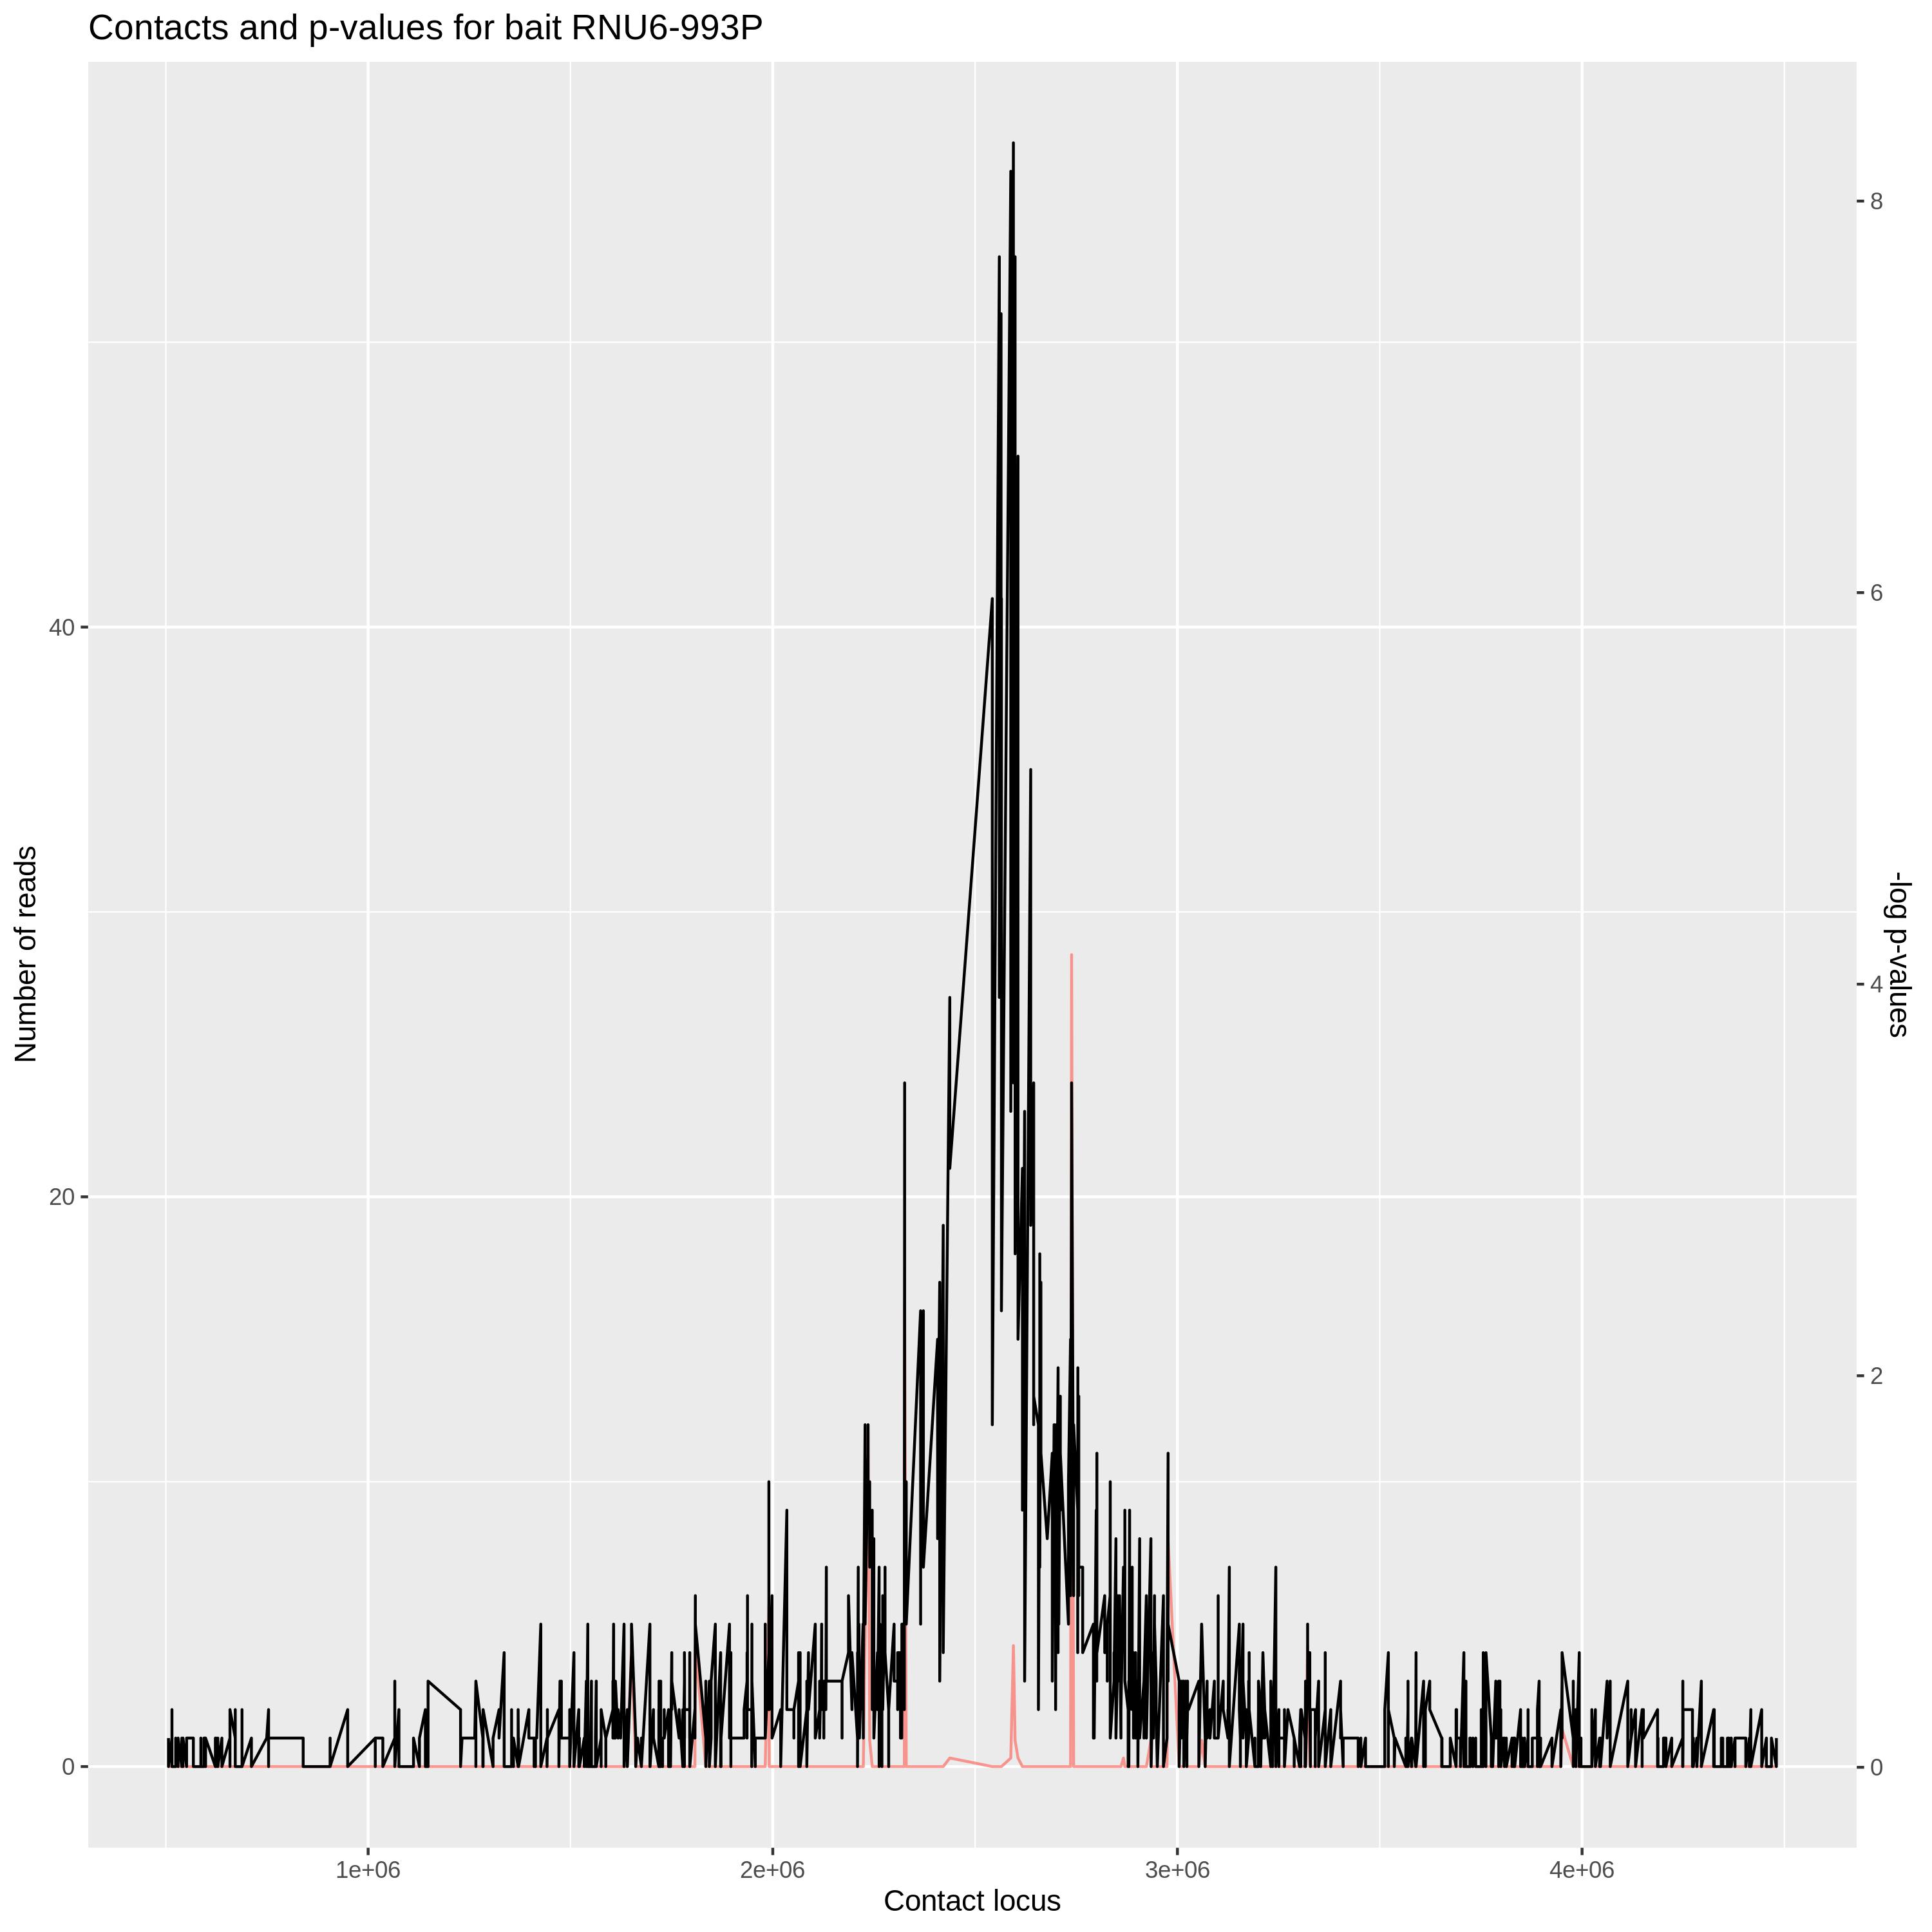 Contacts and p-values for bait RNU6-993P
Number of reads
40
20
0
8
6
4
2
0
-log p-values
1e+06
2e+06
3e+06
4e+06
Contact locus